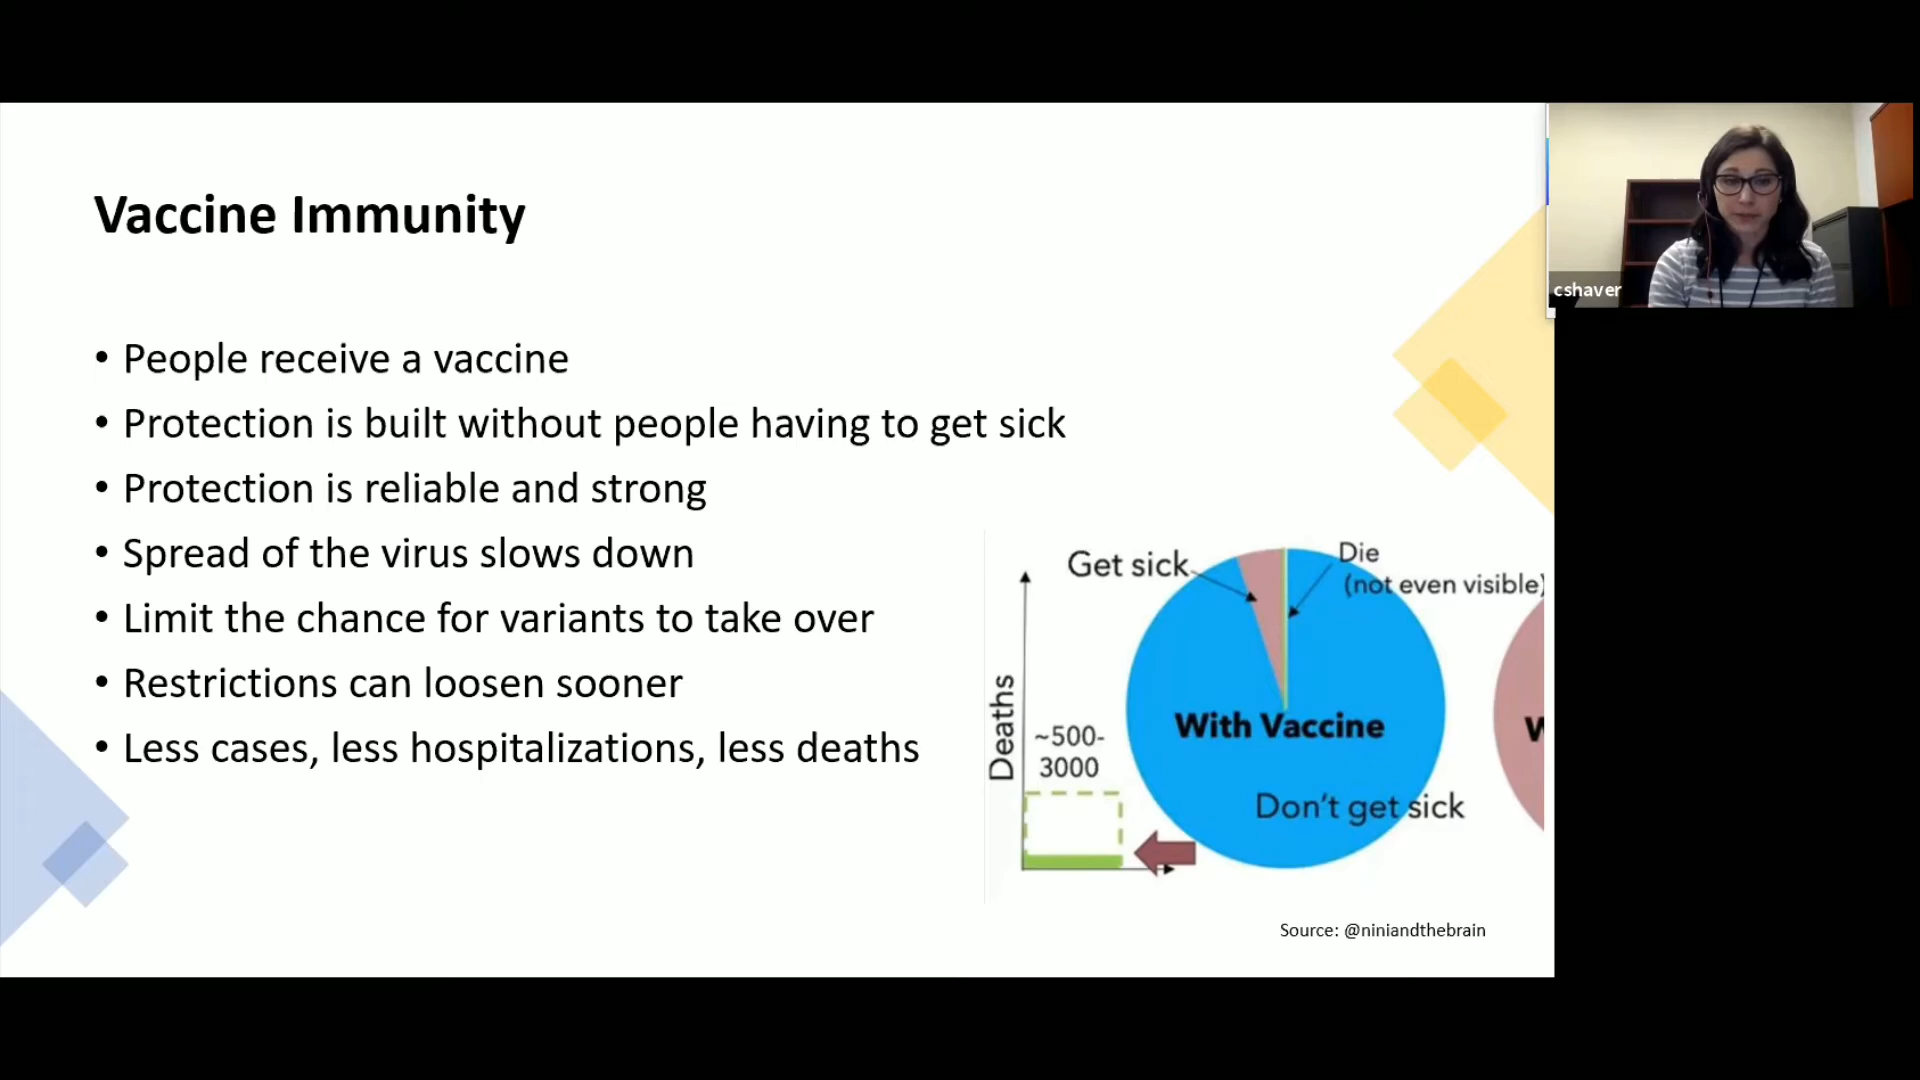 Vaccine Immunity
cshaver
• People receive a vaccine
• Protection is built without people having to get sick
• Protection is reliable and strong
• Spread of the virus slows down
• Limit the chance for variants to take over
• Restrictions can loosen sooner
• Less cases, less hospitalizations, less deaths
Get sick
Die
(not even visible)
Deaths
~500-
3000
With Vaccine
Don't get sick
Source: @niniandthebrain